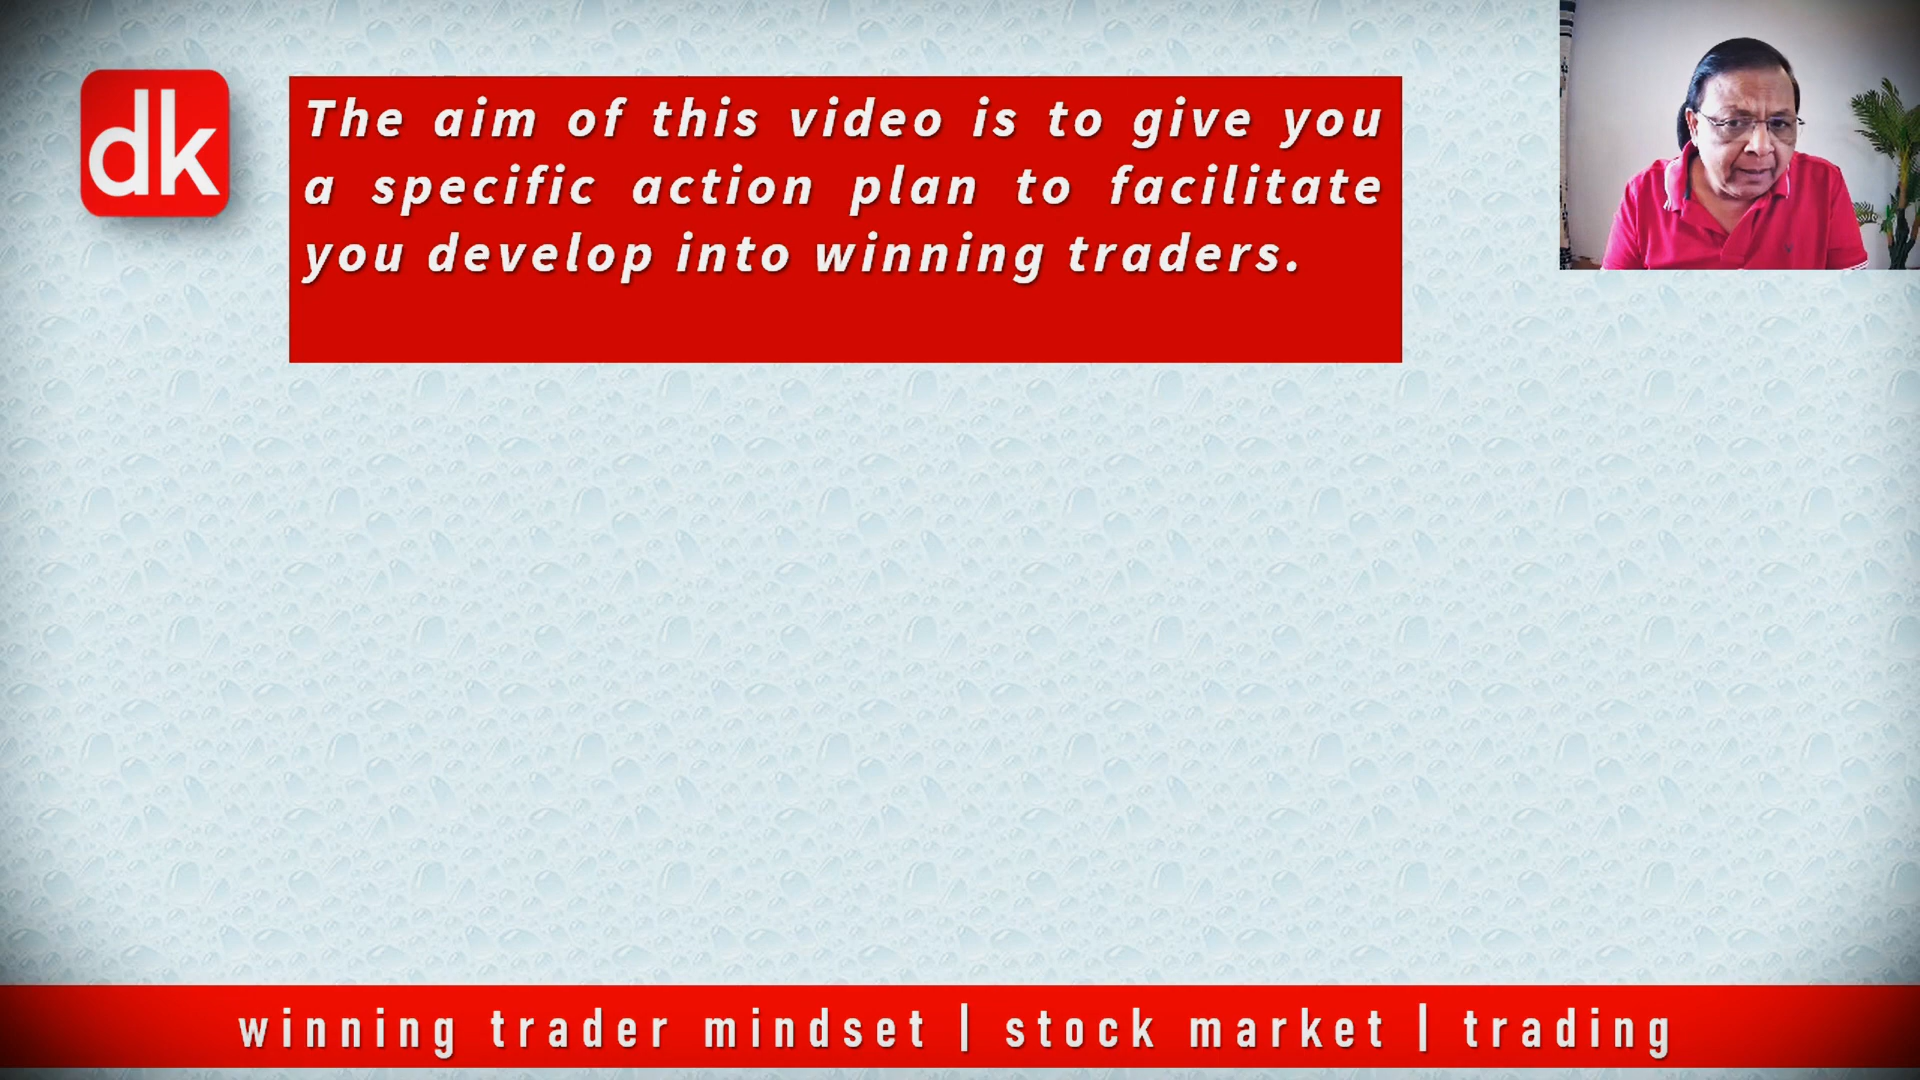 dk
The aim of this video is to give you
a specific action plan to facilitate
you develop into winning traders.
winning trader mindset | stock market | trading